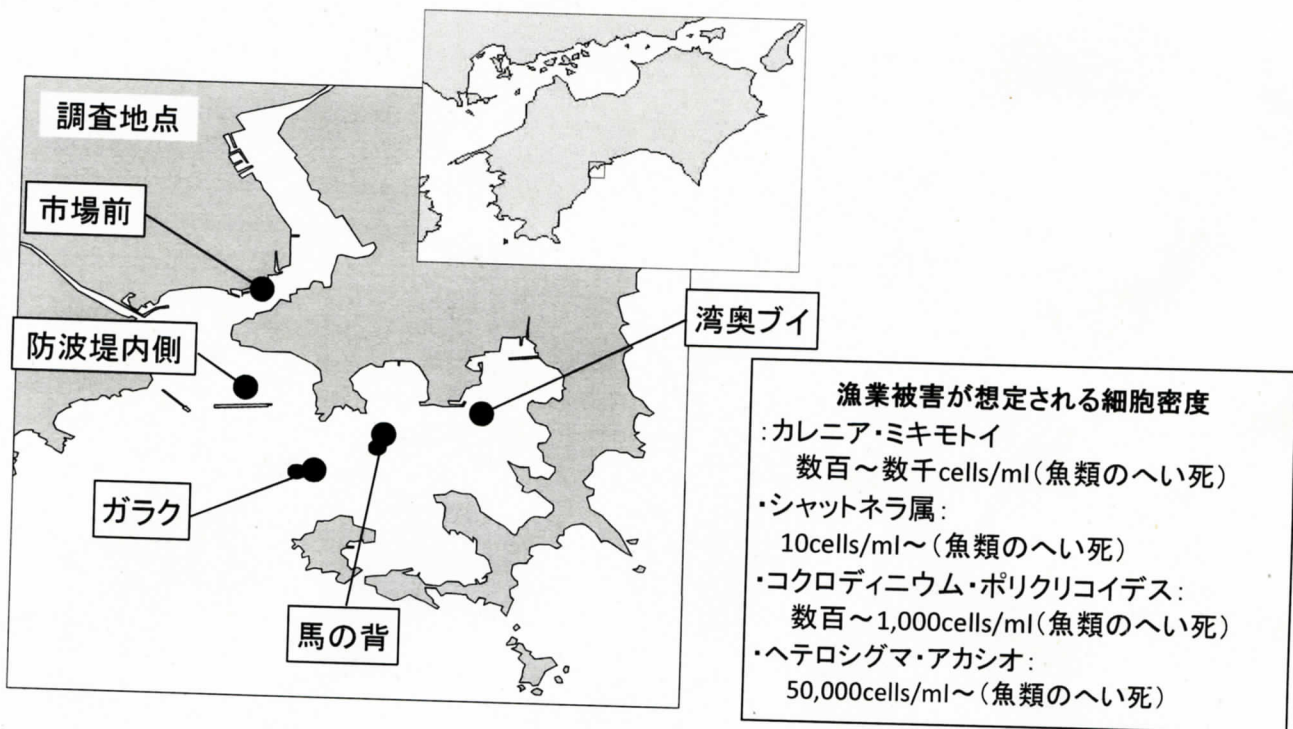 調査地点
市場前
防波堤内側
湾奥ブイ
ガラク
馬の背
漁業被害が想定される細胞密度
:カレニア・ミキモトイ
数百～数千cells/ml(魚類のへい死)
・シャットネラ属:
10cells/ml～(魚類のへい死)
・コクロディニウム・ポリクリコイデス:
数百～1,000cells/ml(魚類のへい死)
・ヘテロシグマ・アカシオ:
50,000cells/ml～(魚類のへい死)